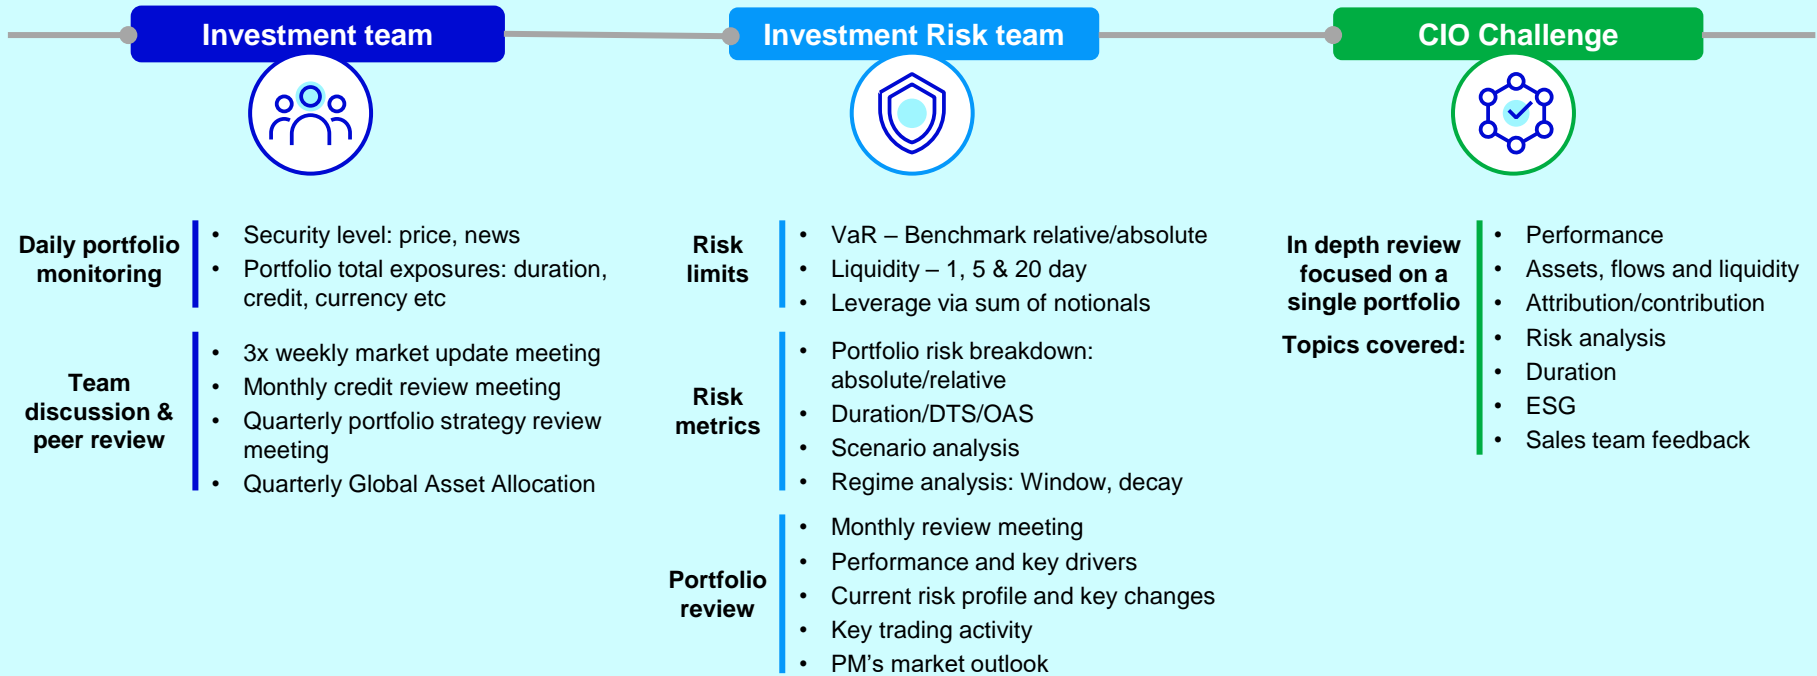 Investment team
Investment Risk team
CIO Challenge
Daily portfolio
monitoring
• Security level: price, news
• Portfolio total exposures: duration,
credit, currency etc
Team
discussion &
peer review
• 3x weekly market update meeting
• Monthly credit review meeting
• Quarterly portfolio strategy review
meeting
• Quarterly Global Asset Allocation
Risk
limits
• VaR – Benchmark relative/absolute
• Liquidity – 1, 5 & 20 day
• Leverage via sum of notionals
Risk
metrics
• Portfolio risk breakdown:
absolute/relative
• Duration/DTS/OAS
• Scenario analysis
• Regime analysis: Window, decay
Portfolio
review
• Monthly review meeting
• Performance and key drivers
• Current risk profile and key changes
• Key trading activity
• PM's market outlook
In depth review
focused on a
single portfolio
Topics covered:
• Performance
• Assets, flows and liquidity
• Attribution/contribution
• Risk analysis
• Duration
• ESG
• Sales team feedback